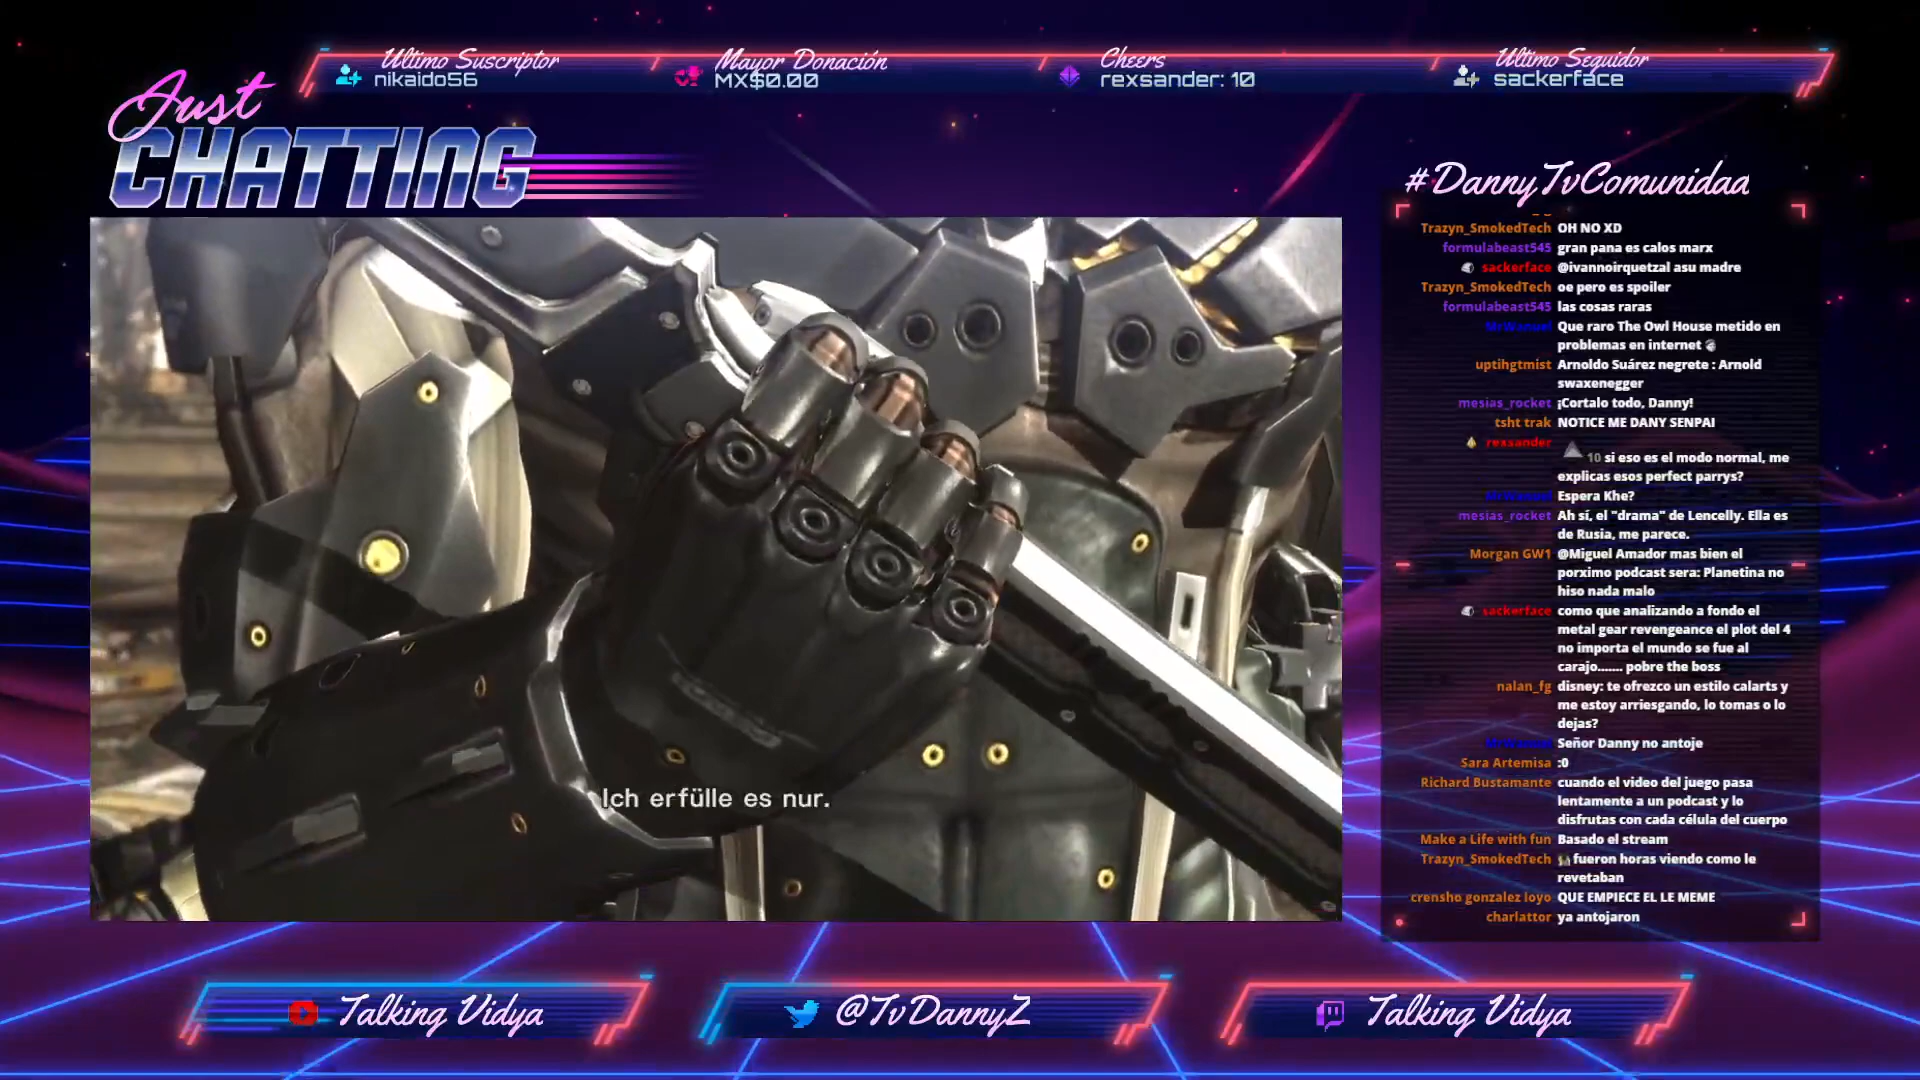 Ultimo Suscriptor
nikaido56
Mayor Donación
MX$0.00
Cheers
rexsander: 10
Ultimo Seguidor
sackerface
Just
CHATTING
#DannyTvComunidad
Trazyn_SmokedTech OH NO XD
formulabeast545 gran pana es calos marx
sackerface @ivannoirquetzal asu madre
Trazyn_SmokedTech oe pero es spoiler
formulabeast545 las cosas raras
MrWanuel Que raro The Owl House metido en
problemas en internet
uptihgtmist Arnoldo Suárez negrete : Arnold
swaxenegger
mesias_rocket ¡Cortalo todo, Danny!
tsht trak NOTICE ME DANY SENPAI
rexsander
10 si eso es el modo normal, me
explicas esos perfect parrys?
MrWanuel Espera Khe?
mesias_rocket Ah sí, el "drama" de Lencelly. Ella es
de Rusia, me parece.
Morgan GW1 @Miguel Amador mas bien el
porximo podcast sera: Planetina no
hiso nada malo
sackerface como que analizando a fondo el
metal gear revengeance el plot del 4
no importa el mundo se fue al
carajo....... pobre the boss
nalan_fg disney: te ofrezco un estilo calarts y
me estoy arriesgando, lo tomas o lo
dejas?
MrWanuel Señor Danny no antoje
Sara Artemisa :0
Richard Bustamante cuando el video del juego pasa
lentamente a un podcast y lo
disfrutas con cada célula del cuerpo
Make a Life with fun Basado el stream
Trazyn_SmokedTech fueron horas viendo como le
revetaban
crensho gonzalez loyo QUE EMPIECE EL LE MEME
charlattor ya antojaron
Ich erfülle es nur.
Talking Vidya
@TvDannyZ
Talking Vidya